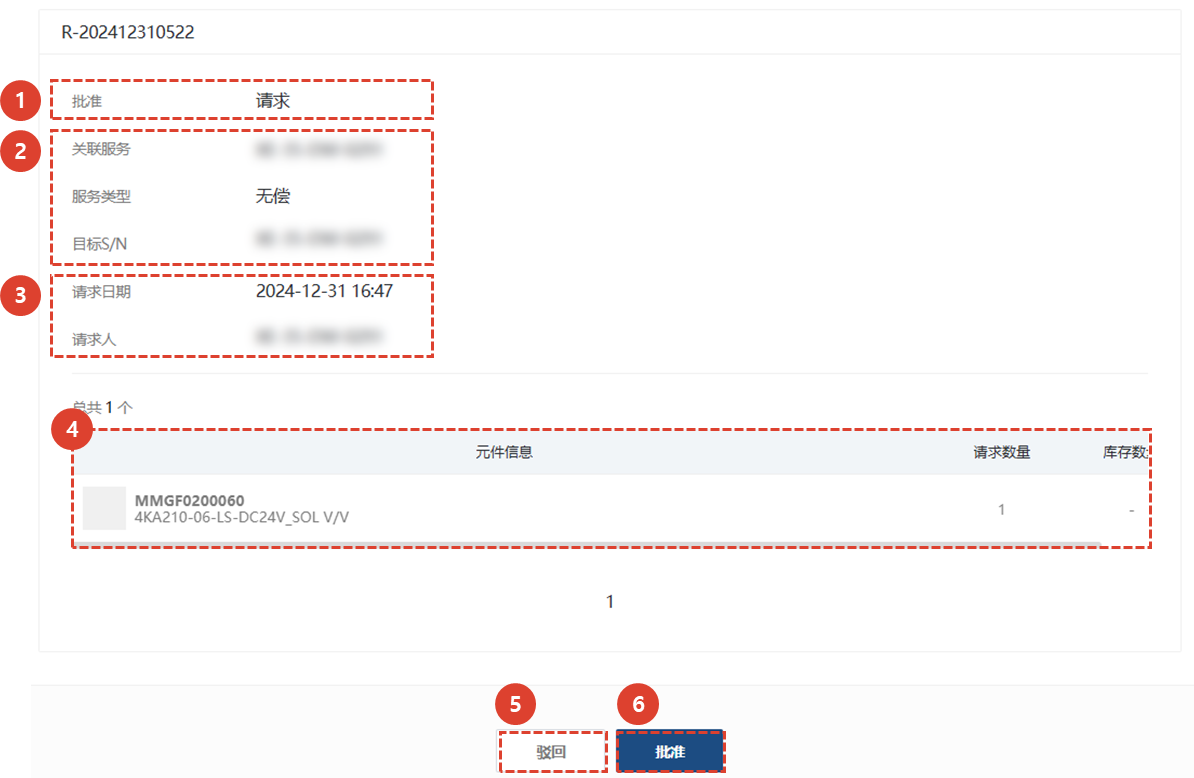 R-202412310522
1 批准 请求
2 关联服务
服务类型 无偿
目标S/N
3 请求日期 2024-12-31 16:47
请求人
总共 1 个
4
元件信息 请求数量 库存数
MMGF0200060
4KA210-06-LS-DC24V_SOL V/V 1 -
1
5 6
驳回 批准